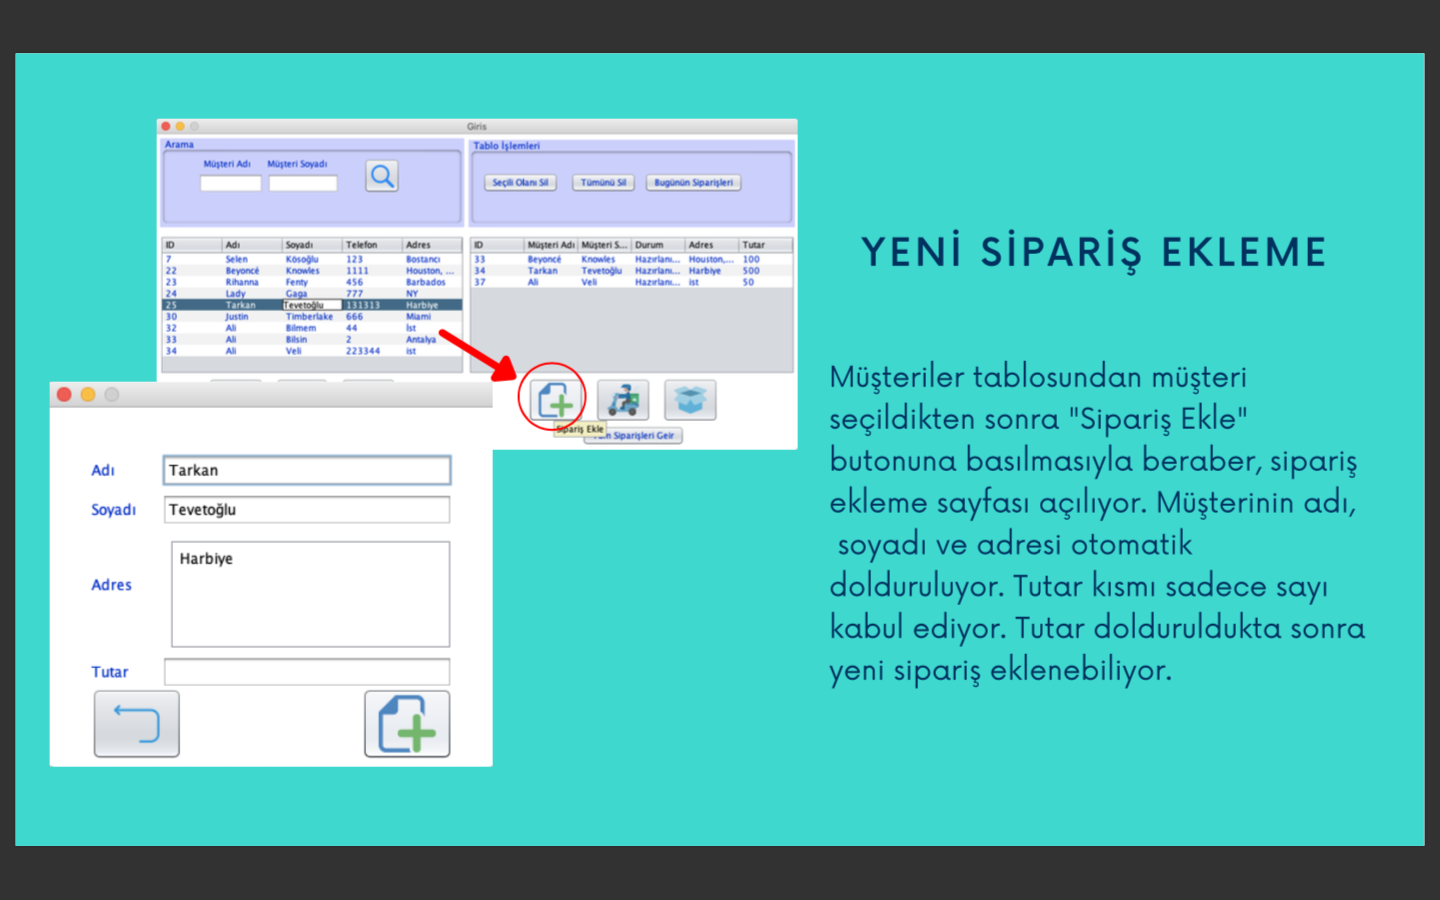 Giris
Arama
Müşteri Adı Müşteri Soyadı
Tablo İşlemleri
Seçili Olanı Sil Tümünü Sil Bugünün Siparişleri
ID Adı Soyadı Telefon Adres
7 Selen Kösoğlu 123 Bostancı
22 Beyoncé Knowles 1111 Houston, ...
23 Rihanna Fenty 456 Barbados
24 Lady Gaga 777 NY
25 Tarkan Tevetoğlu 131313 Harbiye
30 Justin Timberlake 666 Miami
32 Ali Bilmem 44 İst
33 Ali Bilsin 2 Antalya
34 Ali Veli 223344 ist
ID Müşteri Adı Müşteri S... Durum Adres Tutar
33 Beyoncé Knowles Hazırlanı... Houston,... 100
34 Tarkan Tevetoğlu Hazırlanı... Harbiye 500
37 Ali Veli Hazırlanı... ist 50
Sipariş Ekle
Siparişleri Geir
Adı Tarkan
Soyadı Tevetoğlu
Adres Harbiye
Tutar
YENİ SİPARİŞ EKLEME
Müşteriler tablosundan müşteri
seçildikten sonra "Sipariş Ekle"
butonuna basılmasıyla beraber, sipariş
ekleme sayfası açılıyor. Müşterinin adı,
soyadı ve adresi otomatik
dolduruluyor. Tutar kısmı sadece sayı
kabul ediyor. Tutar dolduruldukta sonra
yeni sipariş eklenebiliyor.